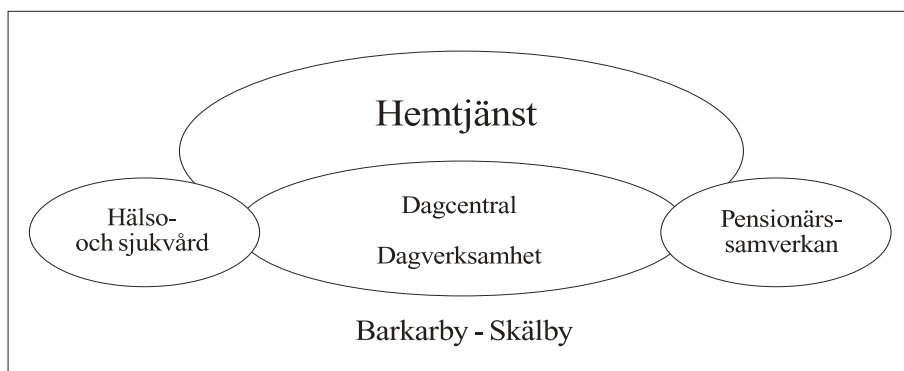 Hemtjänst
Hälso-
och sjukvård
Dagcentral
Dagverksamhet
Pensionärs-
samverkan
Barkarby - Skälby